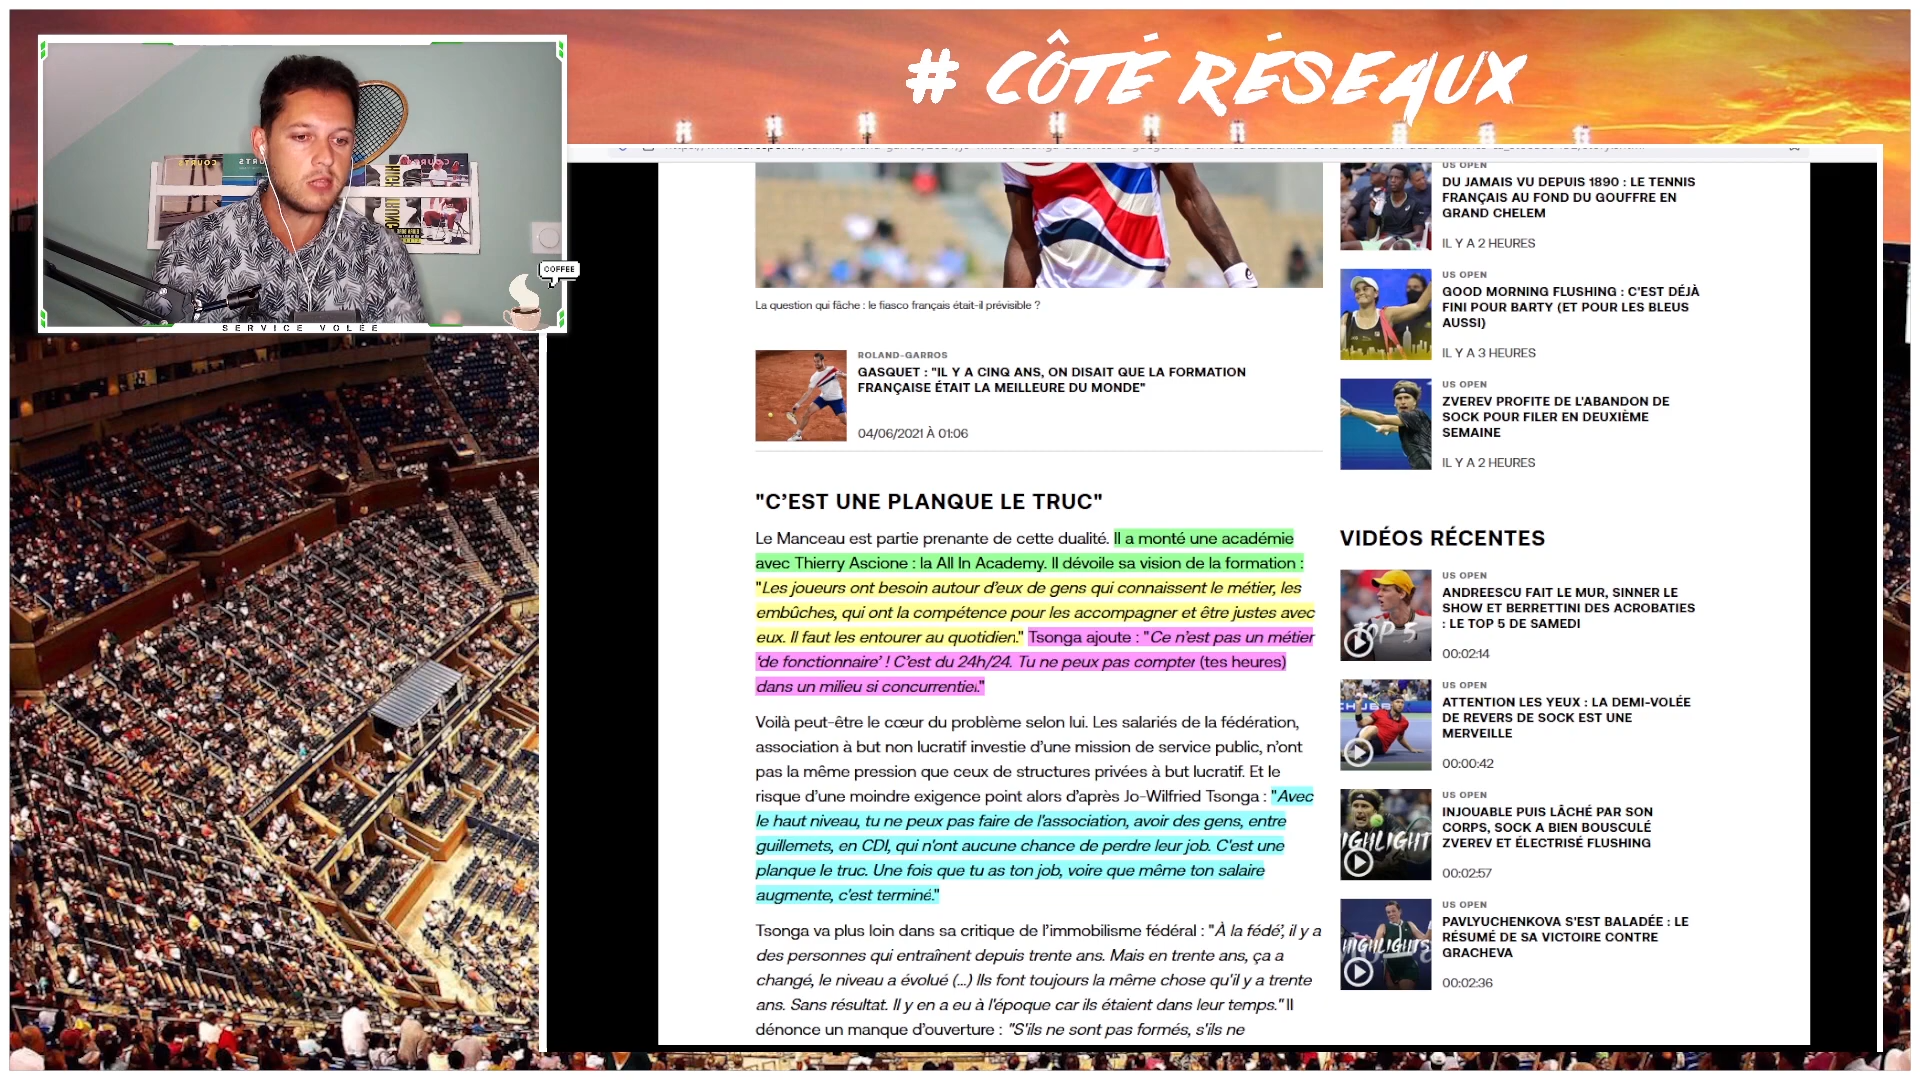 # CÔTÉ RÉSEAUX
COURTS
COFFEE
SERVICE VOLÉE
La question qui fâche : le fiasco français était-il prévisible ?
ROLAND-GARROS
GASQUET : "IL Y A CINQ ANS, ON DISAIT QUE LA FORMATION
FRANÇAISE ÉTAIT LA MEILLEURE DU MONDE"
04/06/2021 À 01:06
"C'EST UNE PLANQUE LE TRUC"
Le Manceau est partie prenante de cette dualité. Il a monté une académie
avec Thierry Ascione : la All In Academy. Il dévoile sa vision de la formation :
"Les joueurs ont besoin autour d'eux de gens qui connaissent le métier, les
embûches, qui ont la compétence pour les accompagner et être justes avec
eux. Il faut les entourer au quotidien." Tsonga ajoute : "Ce n'est pas un métier
'de fonctionnaire' ! C'est du 24h/24. Tu ne peux pas compter (tes heures)
dans un milieu si concurrentiel."
Voilà peut-être le cœur du problème selon lui. Les salariés de la fédération,
association à but non lucratif investie d'une mission de service public, n'ont
pas la même pression que ceux de structures privées à but lucratif. Et le
risque d'une moindre exigence point alors d'après Jo-Wilfried Tsonga : "Avec
le haut niveau, tu ne peux pas faire de l'association, avoir des gens, entre
guillemets, en CDI, qui n'ont aucune chance de perdre leur job. C'est une
planque le truc. Une fois que tu as ton job, voire que même ton salaire
augmente, c'est terminé."
Tsonga va plus loin dans sa critique de l'immobilisme fédéral : "À la fédé', il y a
des personnes qui entraînent depuis trente ans. Mais en trente ans, ça a
changé, le niveau a évolué (...) Ils font toujours la même chose qu'il y a trente
ans. Sans résultat. Il y en a eu à l'époque car ils étaient dans leur temps." Il
dénonce un manque d'ouverture : "S'ils ne sont pas formés, s'ils ne
US OPEN
DU JAMAIS VU DEPUIS 1890 : LE TENNIS
FRANÇAIS AU FOND DU GOUFFRE EN
GRAND CHELEM
IL Y A 2 HEURES
US OPEN
GOOD MORNING FLUSHING : C'EST DÉJÀ
FINI POUR BARTY (ET POUR LES BLEUS
AUSSI)
IL Y A 3 HEURES
US OPEN
ZVEREV PROFITE DE L'ABANDON DE
SOCK POUR FILER EN DEUXIÈME
SEMAINE
IL Y A 2 HEURES
VIDÉOS RÉCENTES
TOP 5
US OPEN
ANDREESCU FAIT LE MUR, SINNER LE
SHOW ET BERRETTINI DES ACROBATIES
: LE TOP 5 DE SAMEDI
00:02:14
US OPEN
ATTENTION LES YEUX : LA DEMI-VOLÉE
DE REVERS DE SOCK EST UNE
MERVEILLE
00:00:42
IGHLIGHT
US OPEN
INJOUABLE PUIS LÂCHÉ PAR SON
CORPS, SOCK A BIEN BOUSCULÉ
ZVEREV ET ÉLECTRISÉ FLUSHING
00:02:57
HIGHLIGHTS
US OPEN
PAVLYUCHENKOVA S'EST BALADÉE : LE
RÉSUMÉ DE SA VICTOIRE CONTRE
GRACHEVA
00:02:36